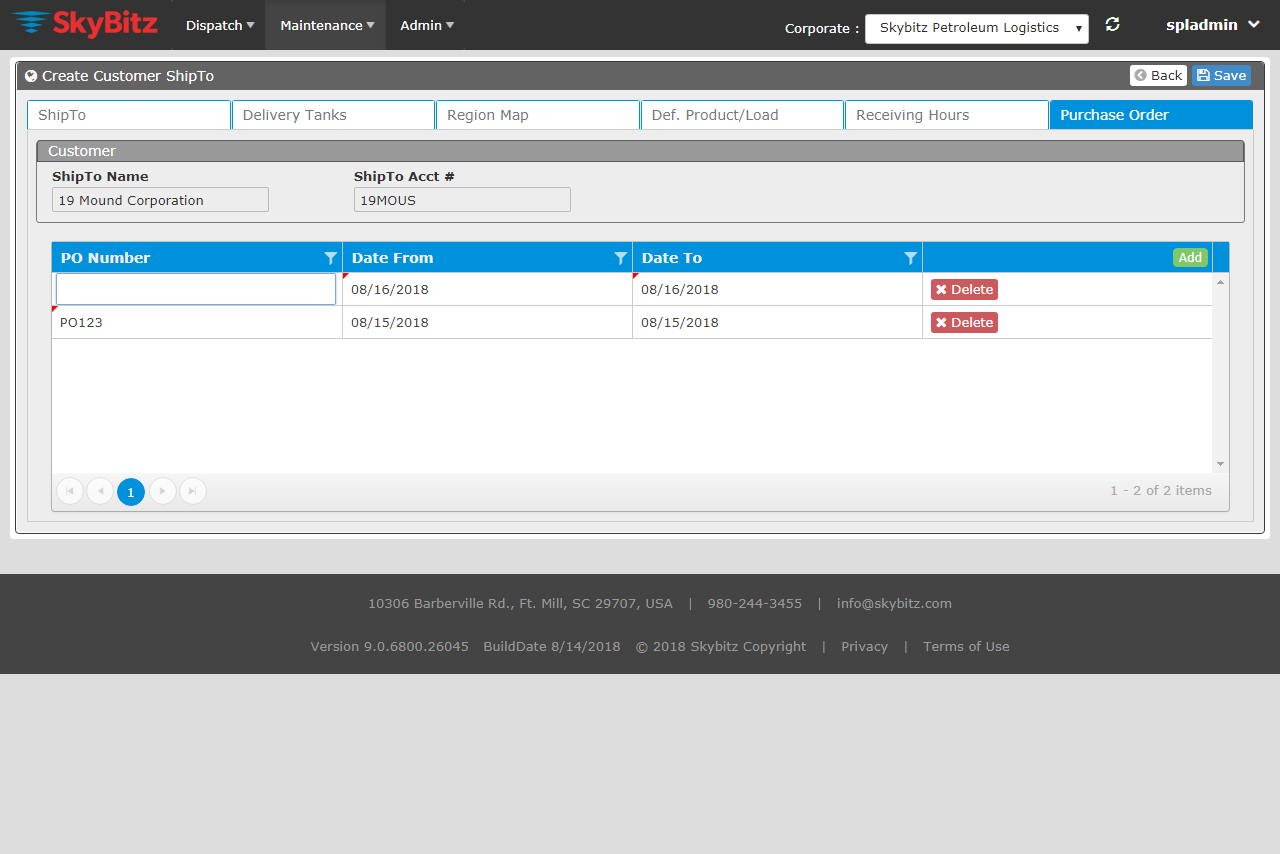 SkyBitz Dispatch Maintenance Admin Corporate : Skybitz Petroleum Logistics spladmin
Create Customer ShipTo Back Save
ShipTo Delivery Tanks Region Map Def. Product/Load Receiving Hours Purchase Order
Customer
ShipTo Name ShipTo Acct #
19 Mound Corporation 19MOUS
PO Number Date From Date To Add
08/16/2018 08/16/2018 Delete
PO123 08/15/2018 08/15/2018 Delete
1 1 - 2 of 2 items
10306 Barberville Rd., Ft. Mill, SC 29707, USA | 980-244-3455 | info@skybitz.com
Version 9.0.6800.26045 BuildDate 8/14/2018 © 2018 Skybitz Copyright | Privacy | Terms of Use